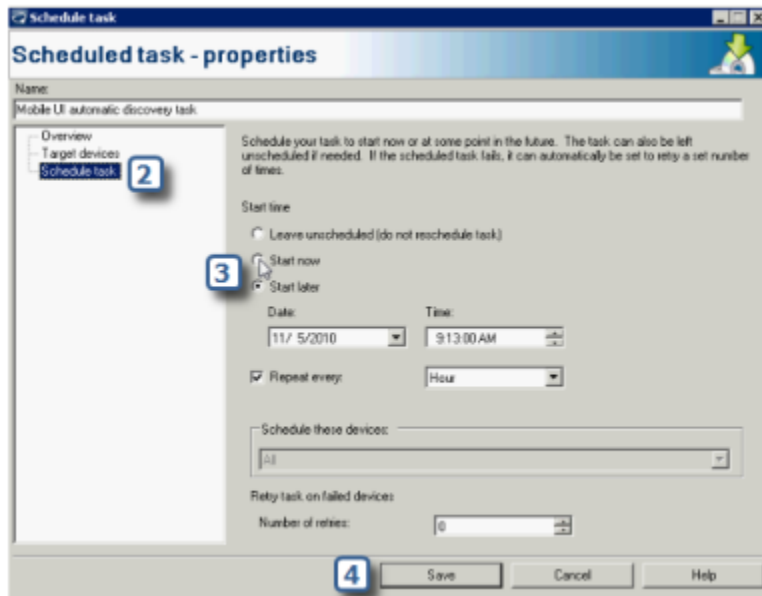 Schedule task
Scheduled task - properties
Name:
Mobile UI automatic discovery task
Overview
Target devices
Schedule task
2
Schedule your task to start now or at some point in the future. The task can also be left
unscheduled if needed. If the scheduled task fails, it can automatically be set to retry a set number
of times.
Start time
Leave unscheduled (do not reschedule task)
3
Start now
Start later
Date: Time:
11/ 5/2010 9:13:00 AM
Repeat every: Hour
Schedule these devices:
All
Retry task on failed devices
Number of retries: 0
4 Save Cancel Help